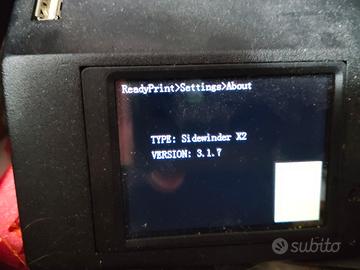 ReadyPrint>Settings>About
TYPE: Sidewinder X2
VERSION: 3.1.7
subito